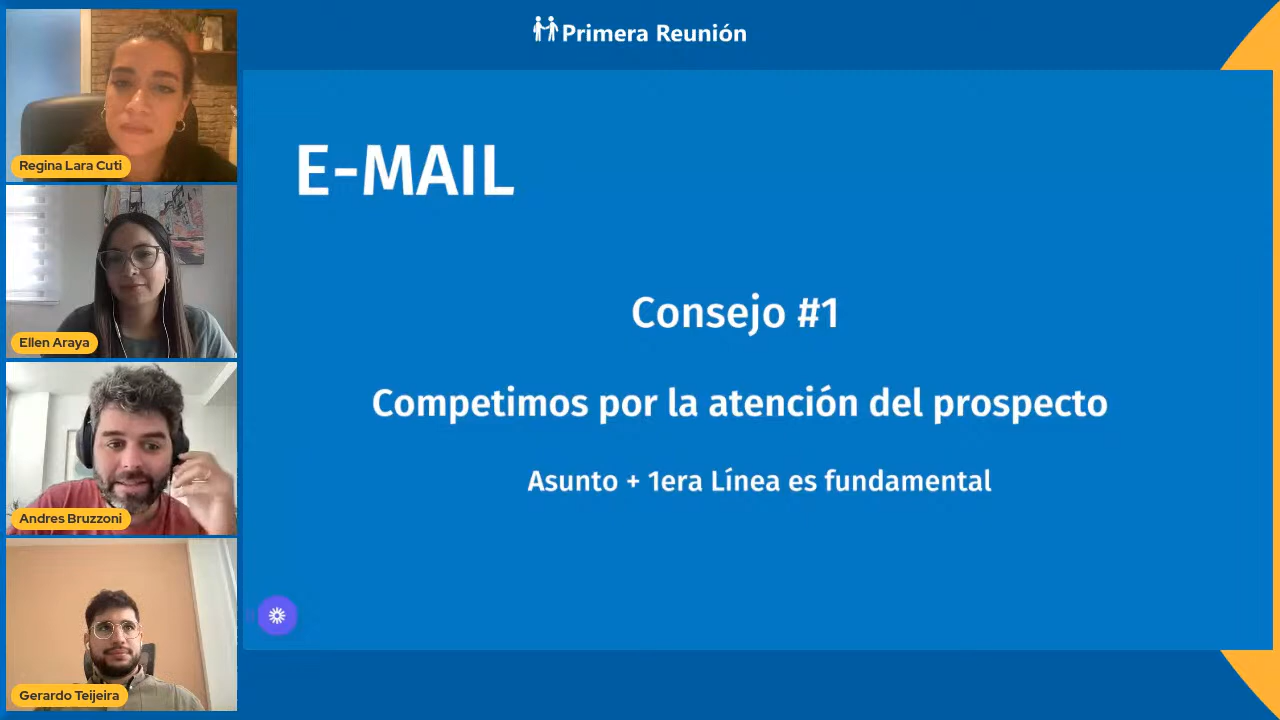 Primera Reunión
Regina Lara Cuti
Ellen Araya
Andres Bruzzoni
Gerardo Teijeira
E-MAIL
Consejo #1
Competimos por la atención del prospecto
Asunto + 1era Línea es fundamental